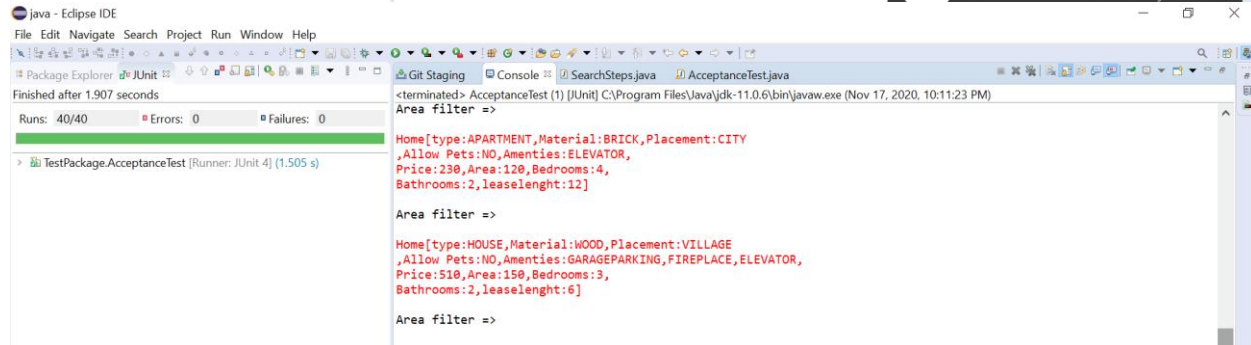 java - Eclipse IDE
File Edit Navigate Search Project Run Window Help
Package Explorer JUnit
Finished after 1.907 seconds
Runs: 40/40 Errors: 0 Failures: 0
TestPackage.AcceptanceTest [Runner: JUnit 4] (1.505 s)
Git Staging Console SearchSteps.java AcceptanceTest.java
<terminated> AcceptanceTest (1) [JUnit] C:\Program Files\Java\jdk-11.0.6\bin\javaw.exe (Nov 17, 2020, 10:11:23 PM)
Area filter =>
Home[type:APARTMENT,Material:BRICK,Placement:CITY
,Allow Pets:NO,Amenties:ELEVATOR,
Price:230,Area:120,Bedrooms:4,
Bathrooms:2,leaselenght:12]
Area filter =>
Home[type:HOUSE,Material:WOOD,Placement:VILLAGE
,Allow Pets:NO,Amenties:GARAGEPARKING,FIREPLACE,ELEVATOR,
Price:510,Area:150,Bedrooms:3,
Bathrooms:2,leaselenght:6]
Area filter =>